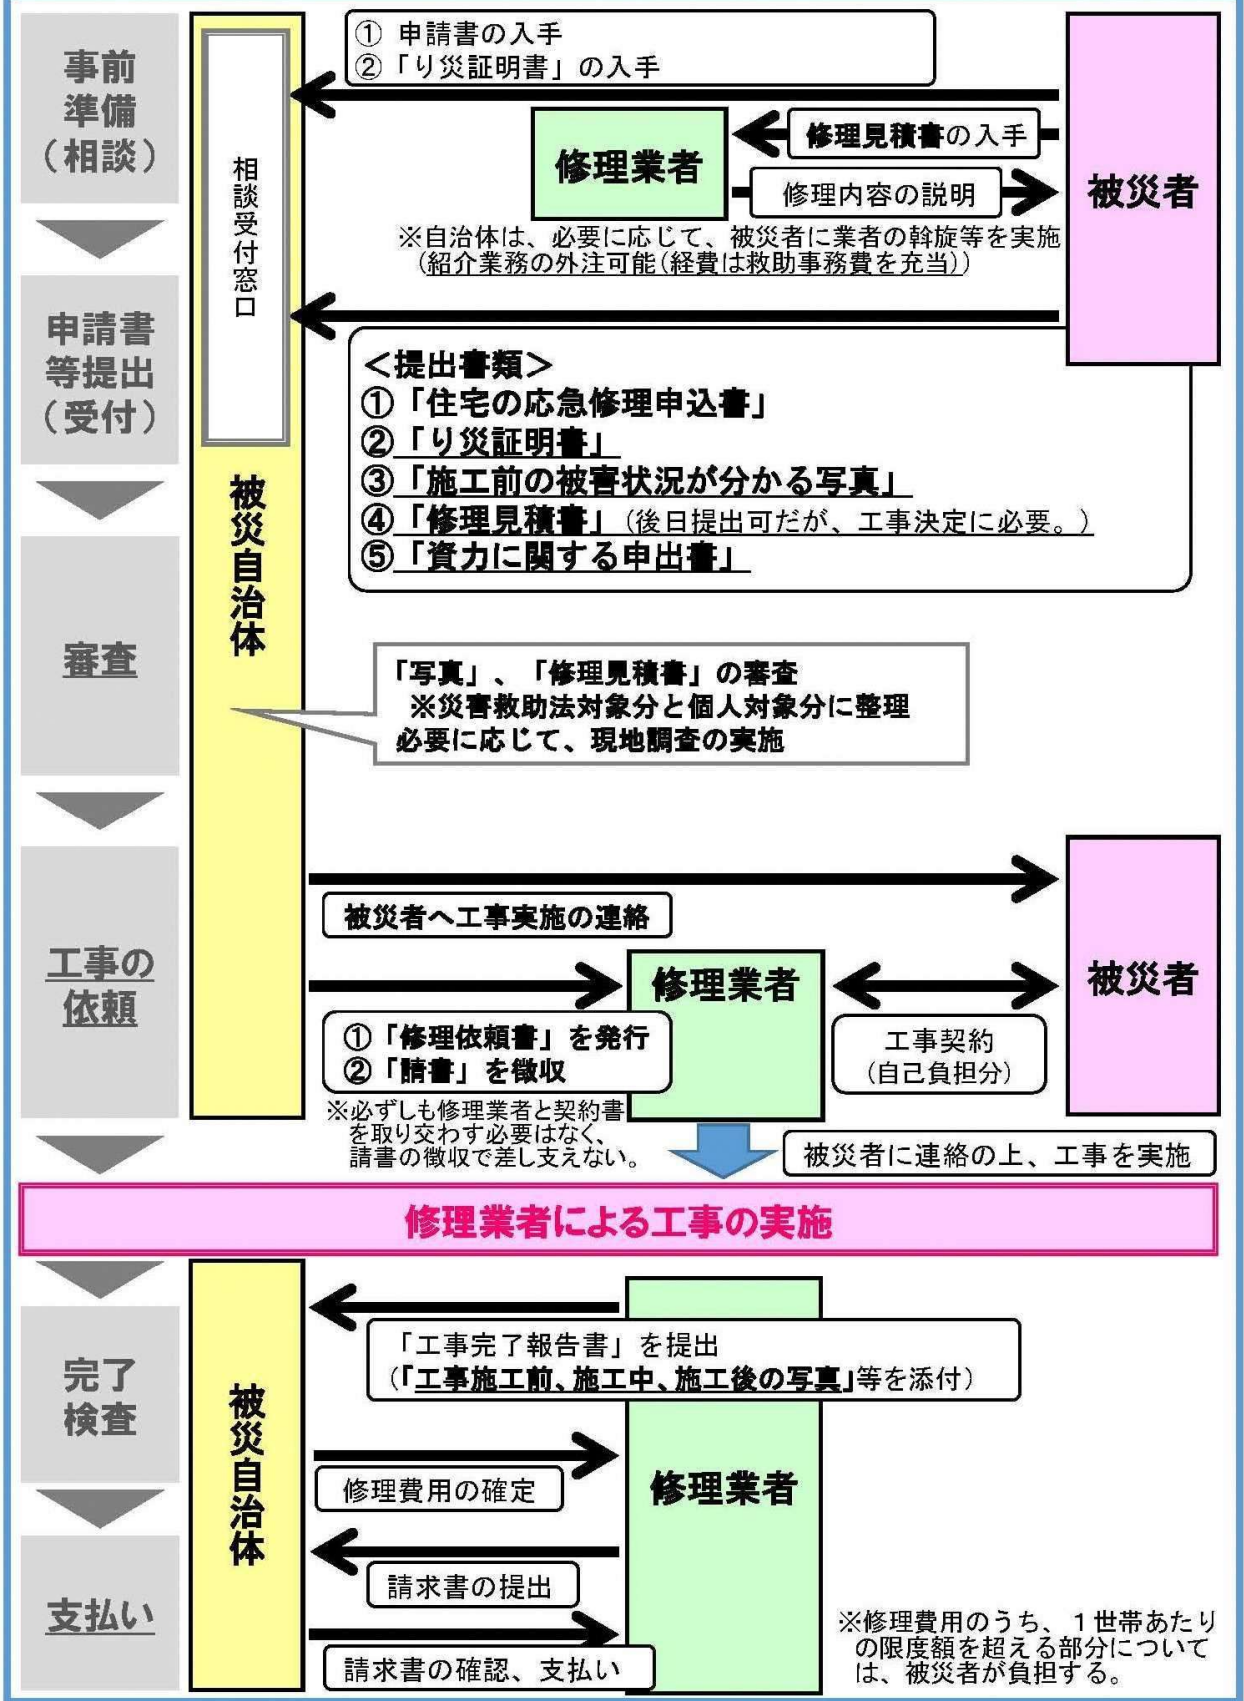 事前
準備
（相談）
① 申請書の入手
②「り災証明書」の入手
修理見積書の入手
修理業者
修理内容の説明
被災者
相談受付窓口
※自治体は、必要に応じて、被災者に業者の斡旋等を実施
（紹介業務の外注可能（経費は救助事務費を充当））
申請書
等提出
（受付）
＜提出書類＞
①「住宅の応急修理申込書」
②「り災証明書」
③「施工前の被害状況が分かる写真」
④「修理見積書」（後日提出可だが、工事決定に必要。）
⑤「資力に関する申出書」
被災自治体
審査
「写真」、「修理見積書」の審査
※災害救助法対象分と個人対象分に整理
必要に応じて、現地調査の実施
工事の
依頼
被災者へ工事実施の連絡
修理業者
被災者
①「修理依頼書」を発行
②「請書」を徴収
工事契約
（自己負担分）
※必ずしも修理業者と契約書
を取り交わす必要はなく、
請書の徴収で差し支えない。
被災者に連絡の上、工事を実施
修理業者による工事の実施
完了
検査
「工事完了報告書」を提出
（「工事施工前、施工中、施工後の写真」等を添付）
被災自治体
修理費用の確定
修理業者
請求書の提出
支払い
請求書の確認、支払い
※修理費用のうち、１世帯あたり
の限度額を超える部分について
は、被災者が負担する。